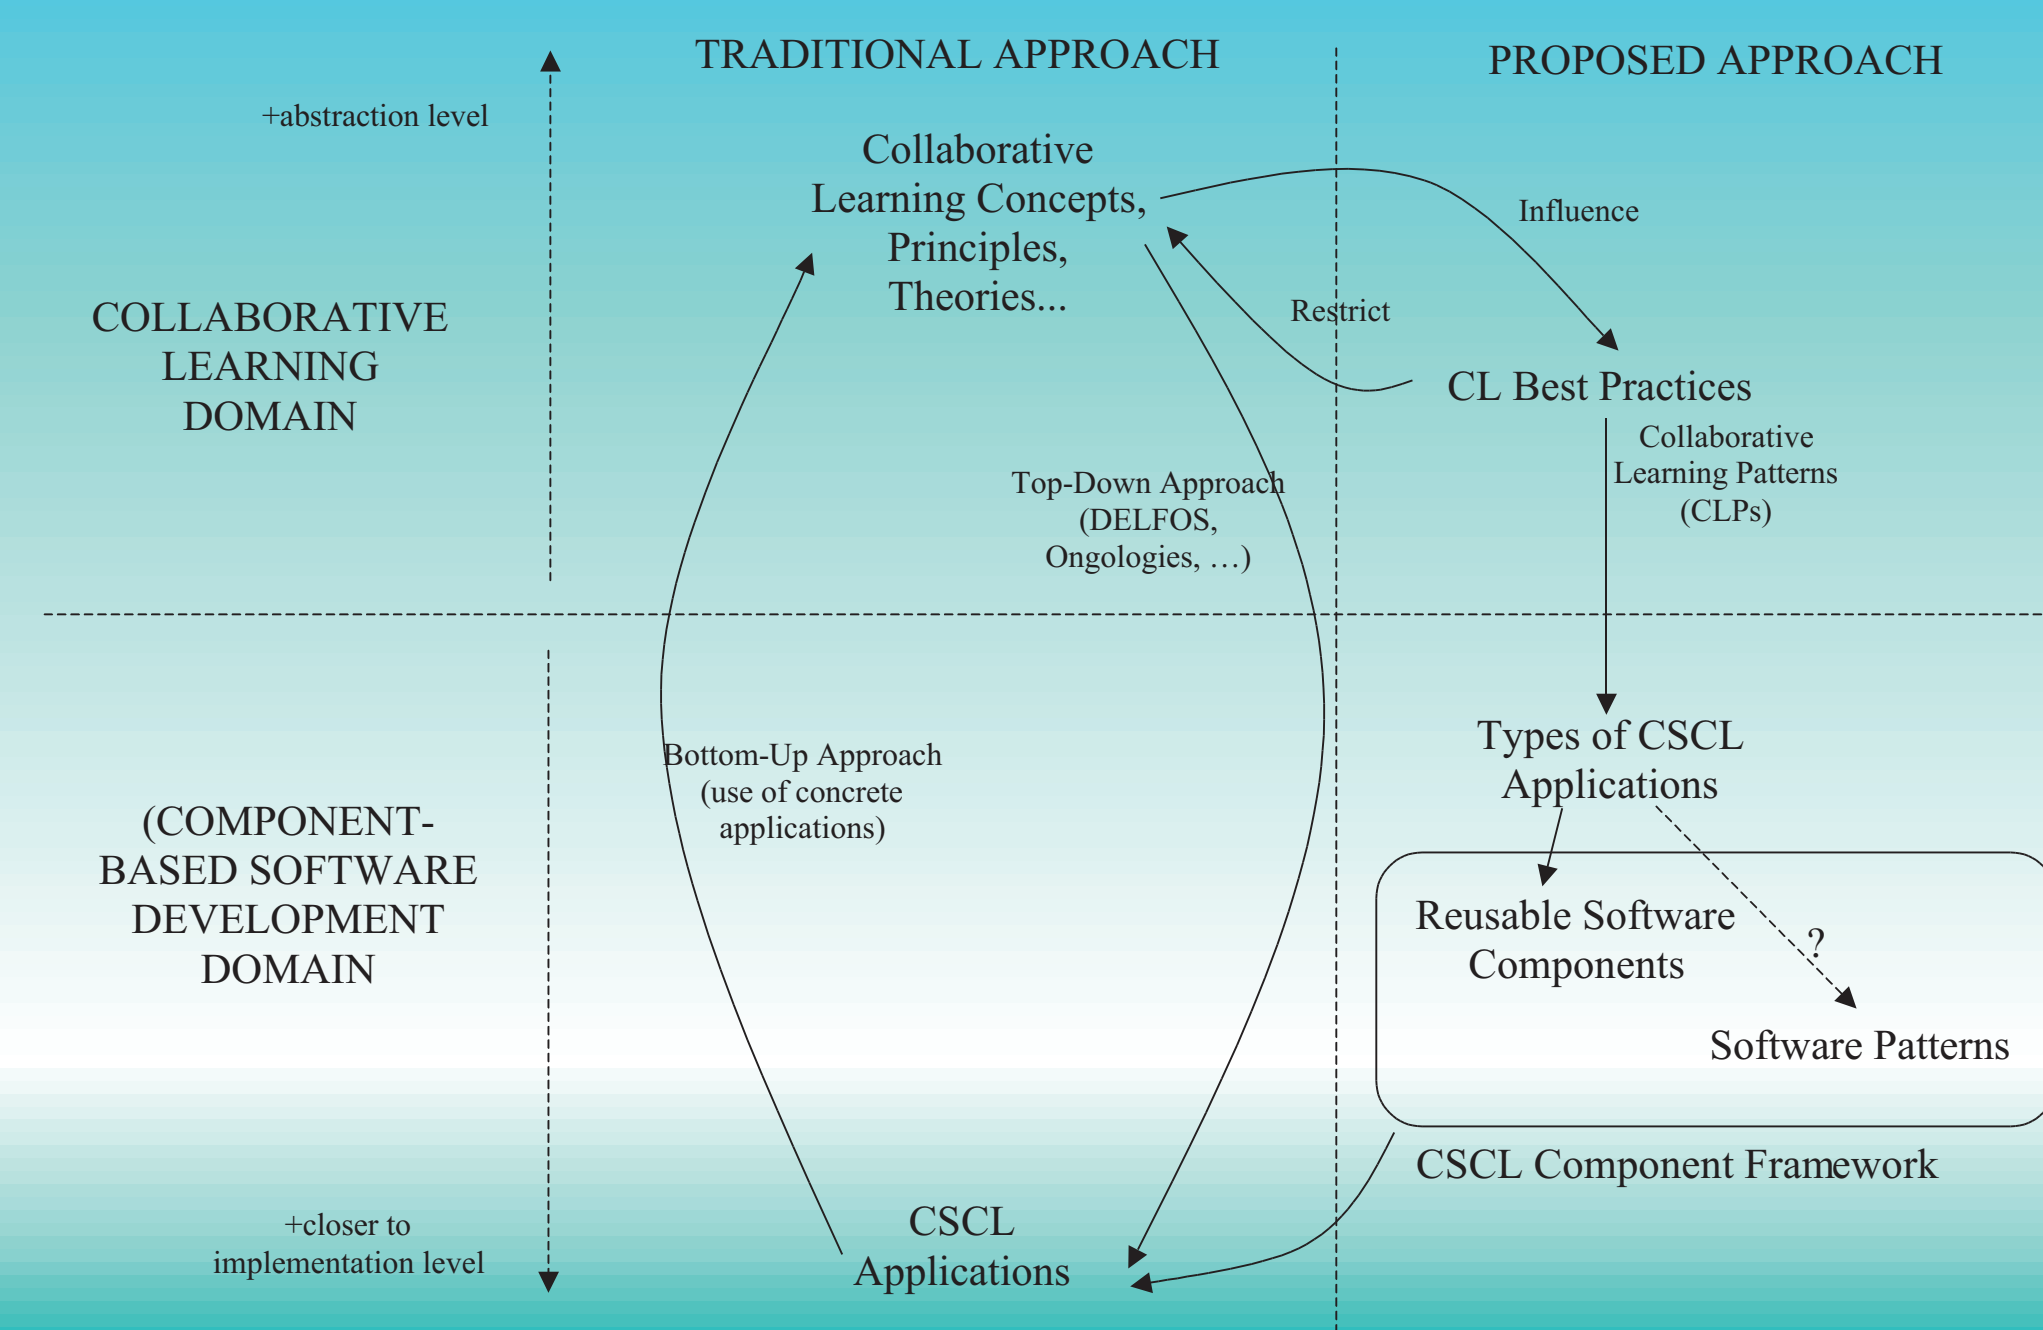 TRADITIONAL APPROACH
PROPOSED APPROACH
+abstraction level
Collaborative
Learning Concepts,
Principles,
Theories...
Influence
Restrict
COLLABORATIVE
LEARNING
DOMAIN
CL Best Practices
Collaborative
Learning Patterns
(CLPs)
Top-Down Approach
(DELFOS,
Ongologies, …)
Types of CSCL
Applications
Bottom-Up Approach
(use of concrete
applications)
(COMPONENT-
BASED SOFTWARE
DEVELOPMENT
DOMAIN
Reusable Software
Components
?
Software Patterns
CSCL Component Framework
+closer to
implementation level
CSCL
Applications